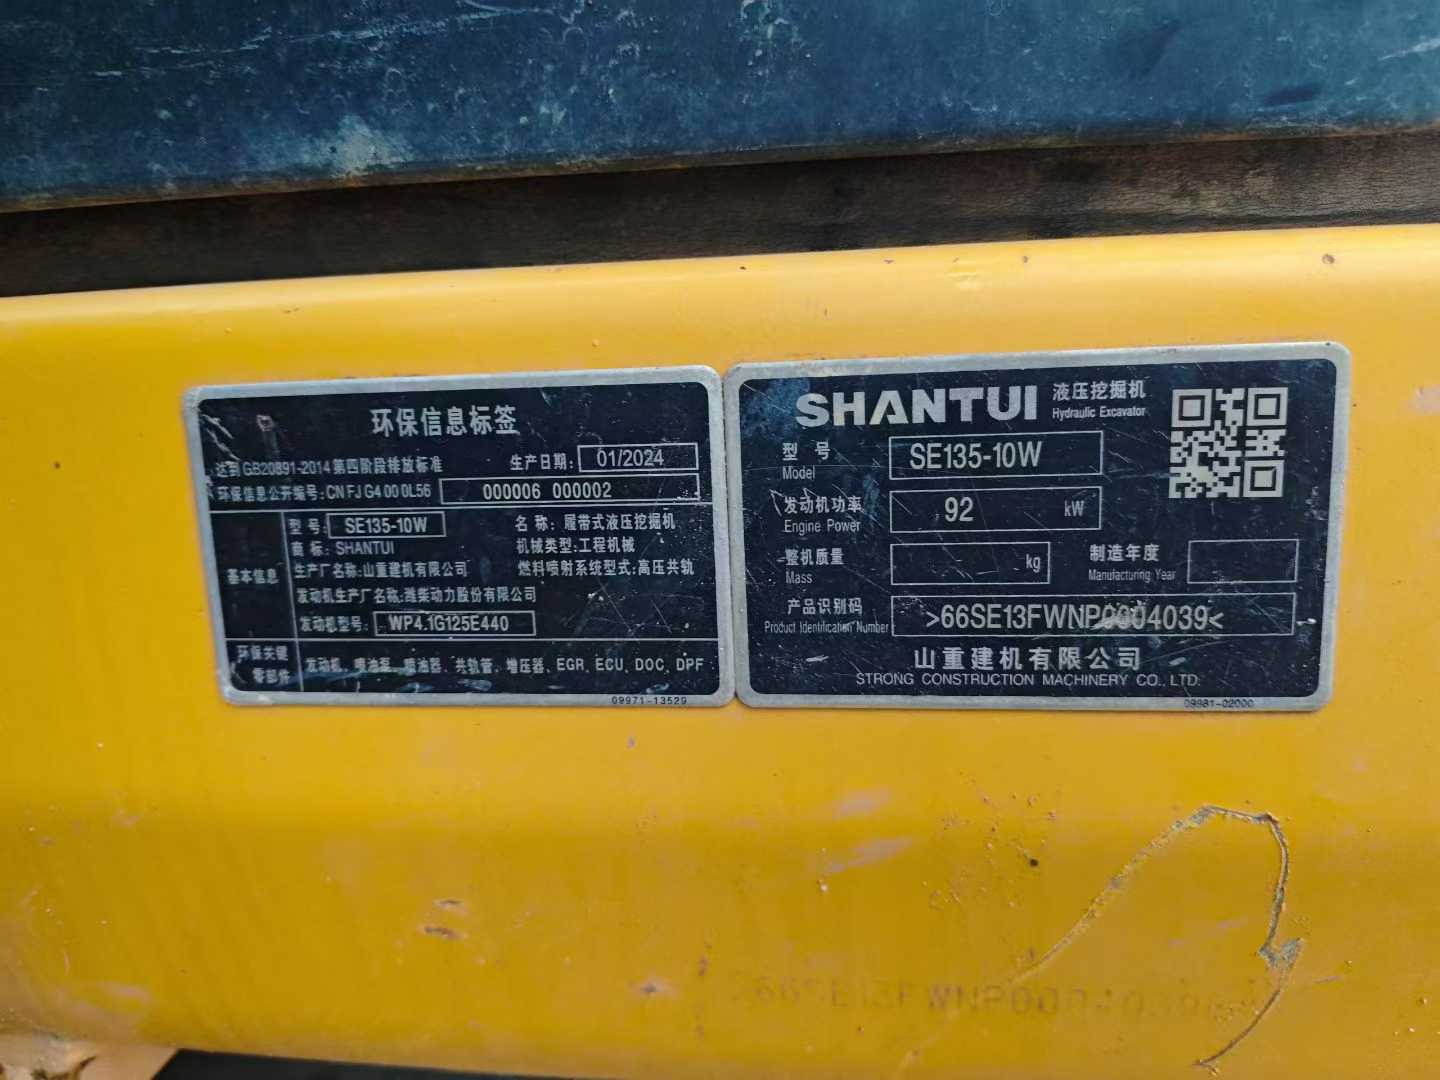 环保信息标签
达到GB20891-2014第四阶段排放标准 生产日期: 01/2024
环保信息公开编号:CN FJ G4 00 0L56 000006 000002
基本信息
型 号: SE135-10W 名 称: 履带式液压挖掘机
商 标: SHANTUI 机械类型:工程机械
生产厂名称:山重建机有限公司 燃料喷射系统型式:高压共轨
发动机生产厂名称:潍柴动力股份有限公司
发动机型号: WP4.1G125E440
环保关键零部件
发动机、喷油泵、喷油器、共轨管、增压器、EGR、ECU、DOC、DPF
09971-13529
SHANTUI 液压挖掘机
Hydraulic Excavator
型 号 SE135-10W
Model
发动机功率 92 kW
Engine Power
整机质量 kg 制造年度
Mass Manufacturing Year
产品识别码 >66SE13FWNP0004039<
Product Identification Number
山重建机有限公司
STRONG CONSTRUCTION MACHINERY CO., LTD.
09981-02000
66SE13FWNP0004039